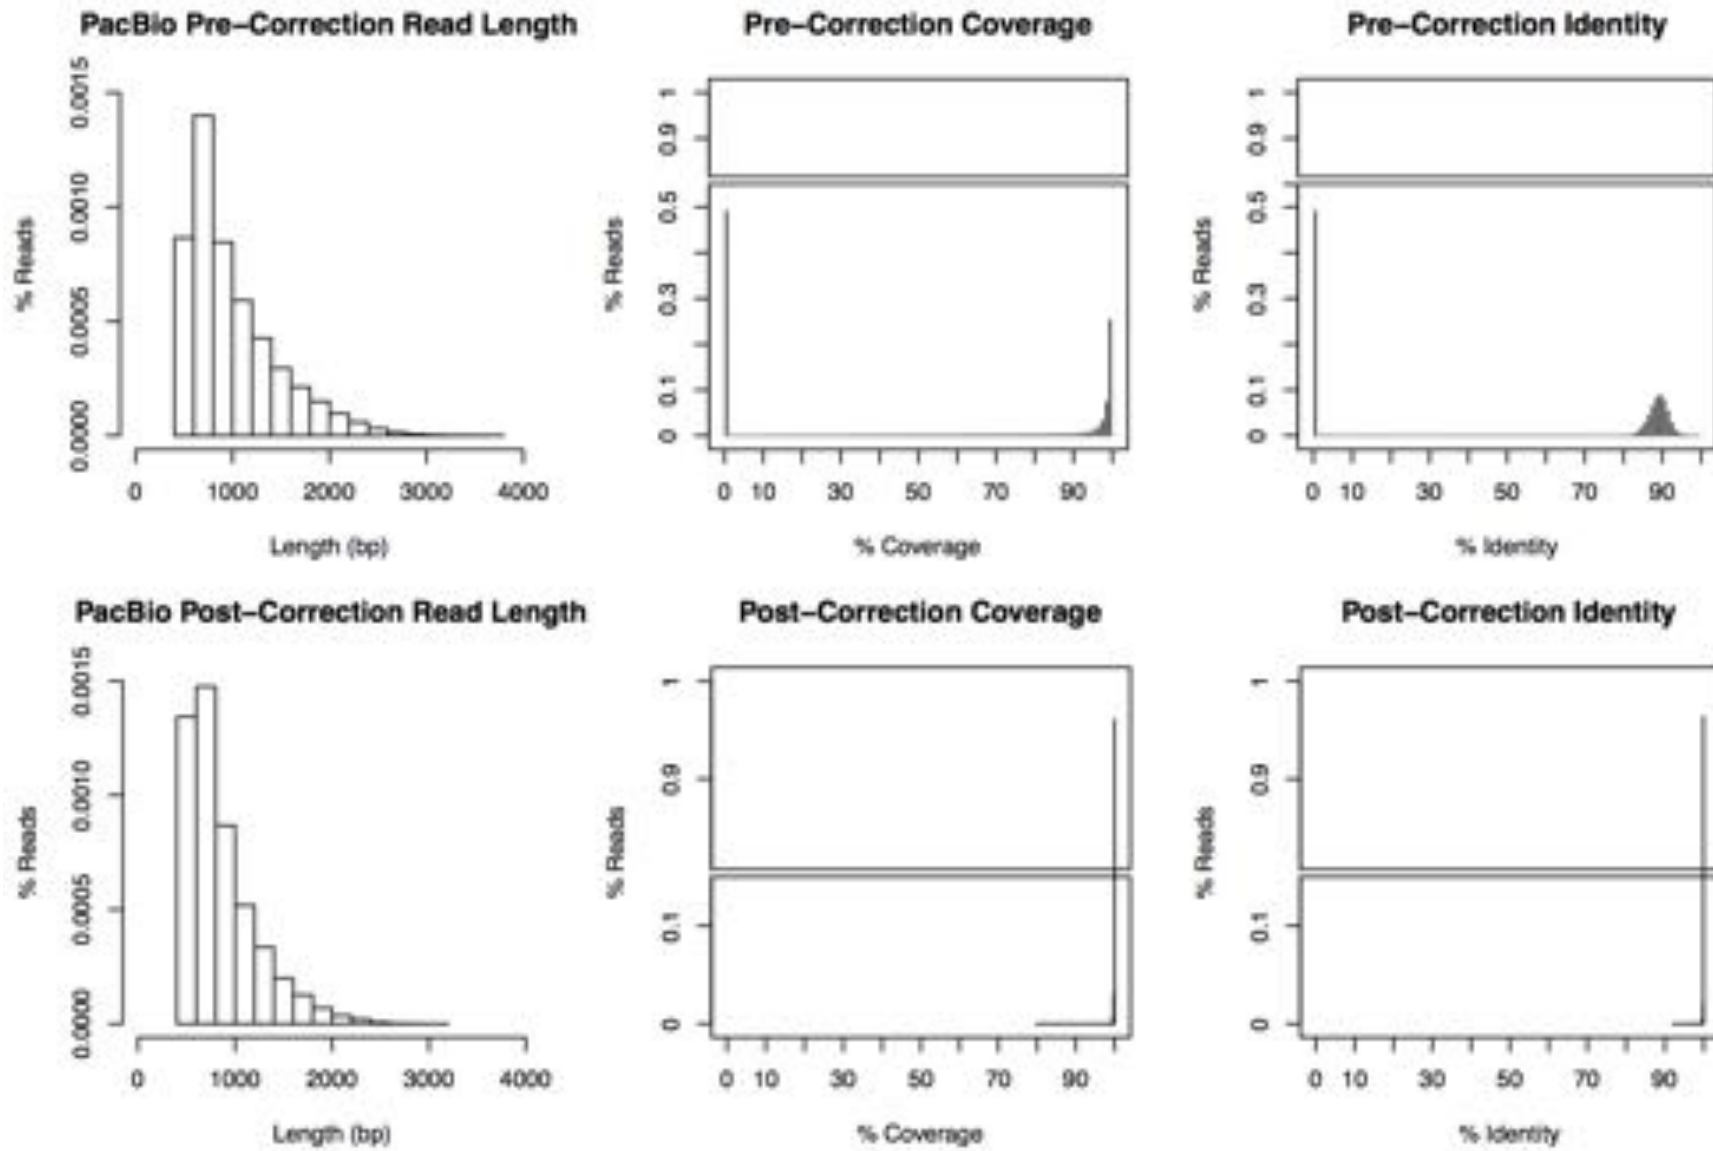 PacBio Pre-Correction Read Length
% Reads
0.0015
0.0010
0.0005
0.0000
0 1000 2000 3000 4000
Length (bp)
Pre-Correction Coverage
% Reads
1
0.9
0.5
0.3
0.1
0
0 10 30 50 70 90
% Coverage
Pre-Correction Identity
% Reads
1
0.9
0.5
0.3
0.1
0
0 10 30 50 70 90
% Identity
PacBio Post-Correction Read Length
% Reads
0.0015
0.0010
0.0005
0.0000
0 1000 2000 3000 4000
Length (bp)
Post-Correction Coverage
% Reads
1
0.9
0.1
0
0 10 30 50 70 90
% Coverage
Post-Correction Identity
% Reads
1
0.9
0.1
0
0 10 30 50 70 90
% Identity